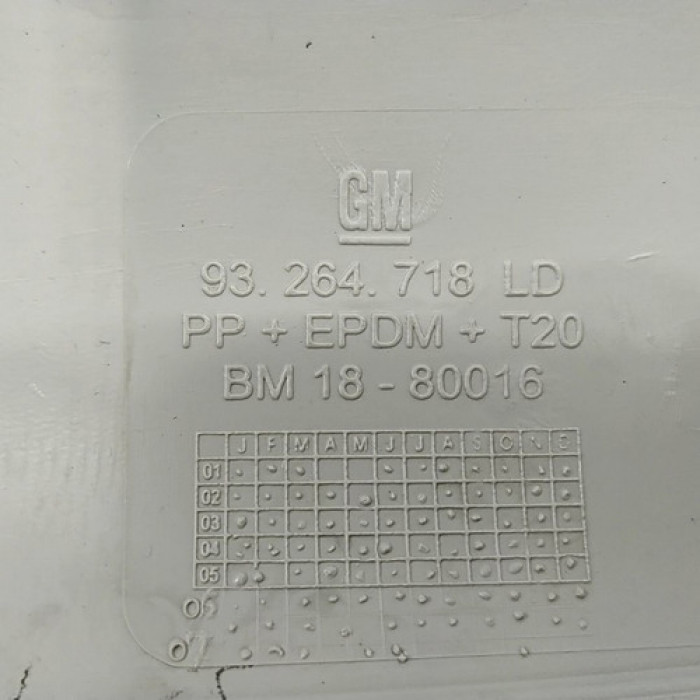 GM
93. 264. 718 LD
PP + EPDM + T20
BM 18 - 80016
J F M A M J J A S O N D
01
02
03
04
05
06
07